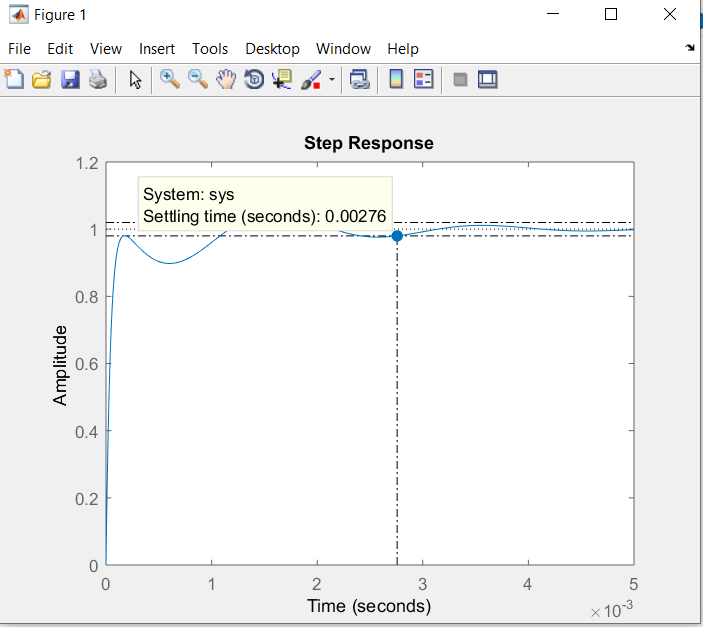 Figure 1
File Edit View Insert Tools Desktop Window Help
Step Response
System: sys
Settling time (seconds): 0.00276
Amplitude
1.2
1
0.8
0.6
0.4
0.2
0
0 1 2 3 4 5
Time (seconds)
×10⁻³